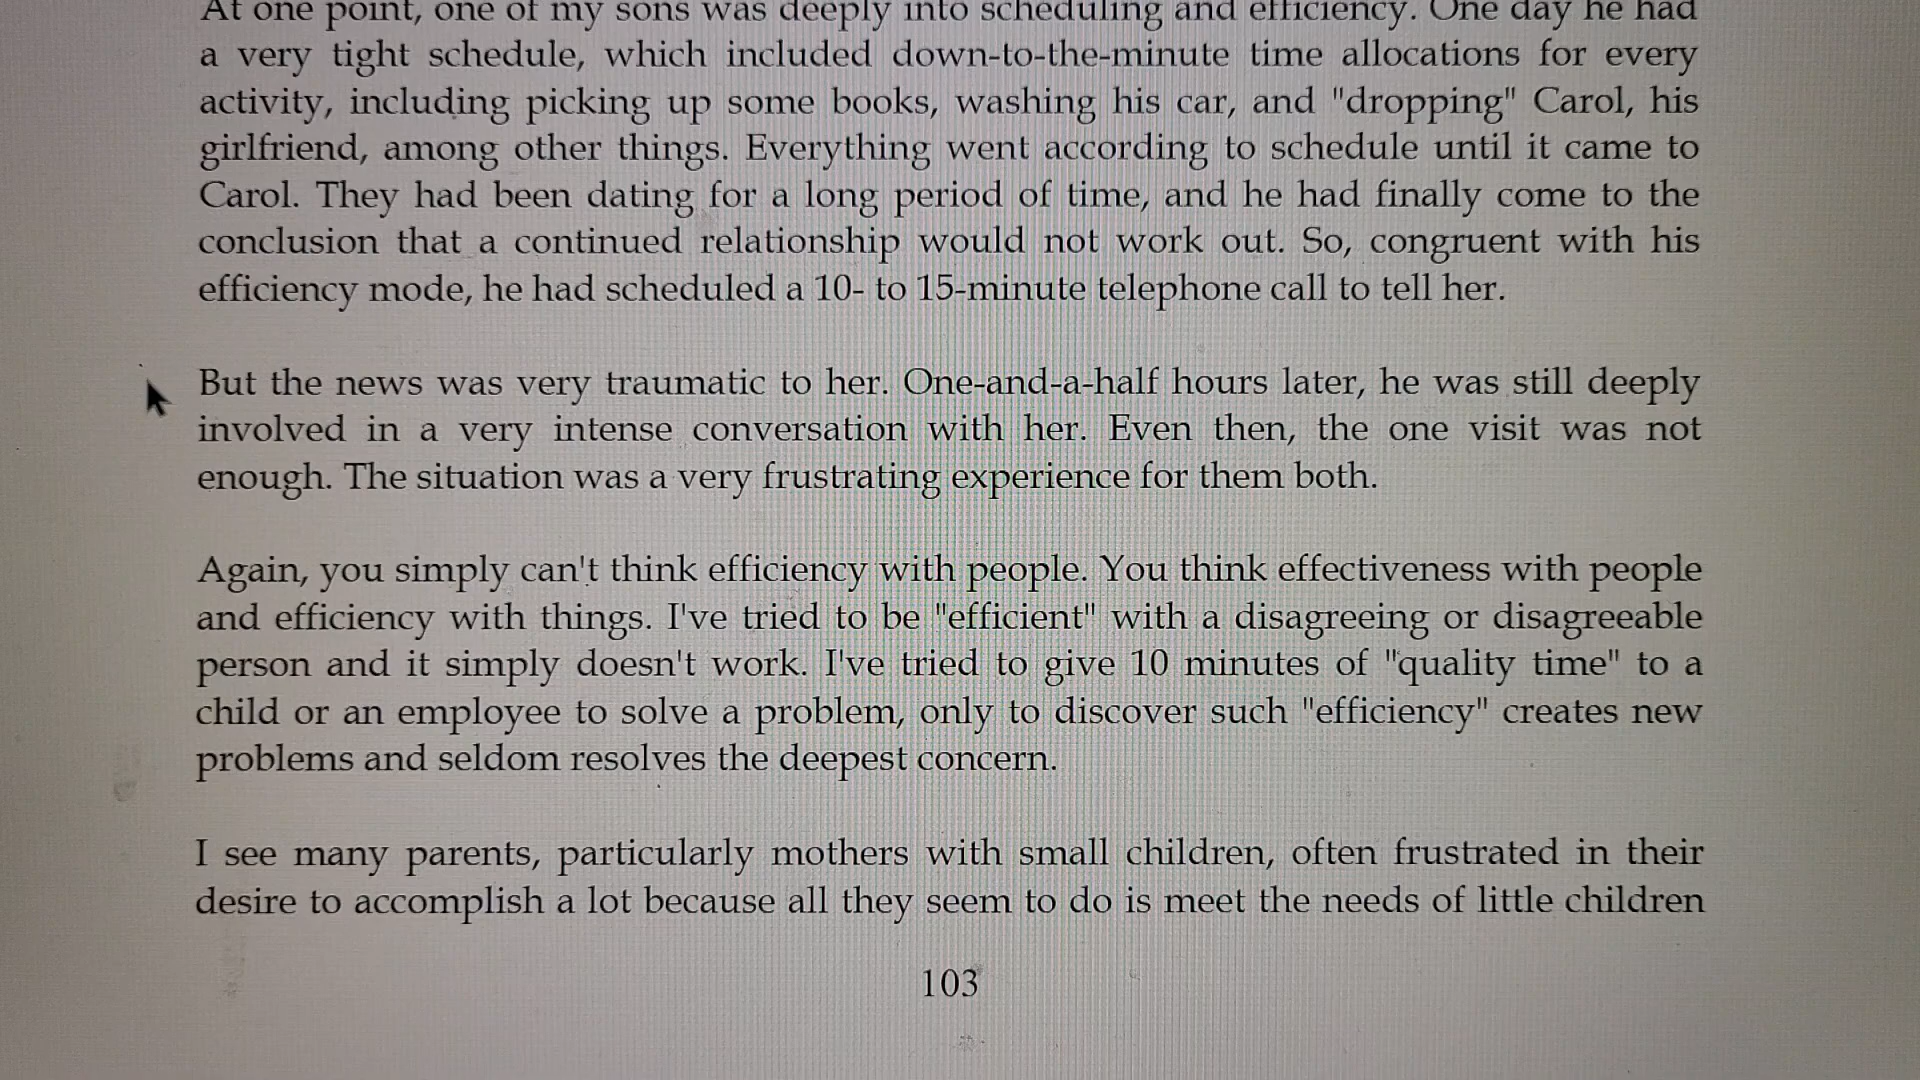 At one point, one of my sons was deeply into scheduling and efficiency. One day he had
a very tight schedule, which included down-to-the-minute time allocations for every
activity, including picking up some books, washing his car, and "dropping" Carol, his
girlfriend, among other things. Everything went according to schedule until it came to
Carol. They had been dating for a long period of time, and he had finally come to the
conclusion that a continued relationship would not work out. So, congruent with his
efficiency mode, he had scheduled a 10- to 15-minute telephone call to tell her.
But the news was very traumatic to her. One-and-a-half hours later, he was still deeply
involved in a very intense conversation with her. Even then, the one visit was not
enough. The situation was a very frustrating experience for them both.
Again, you simply can't think efficiency with people. You think effectiveness with people
and efficiency with things. I've tried to be "efficient" with a disagreeing or disagreeable
person and it simply doesn't work. I've tried to give 10 minutes of "quality time" to a
child or an employee to solve a problem, only to discover such "efficiency" creates new
problems and seldom resolves the deepest concern.
I see many parents, particularly mothers with small children, often frustrated in their
desire to accomplish a lot because all they seem to do is meet the needs of little children
103